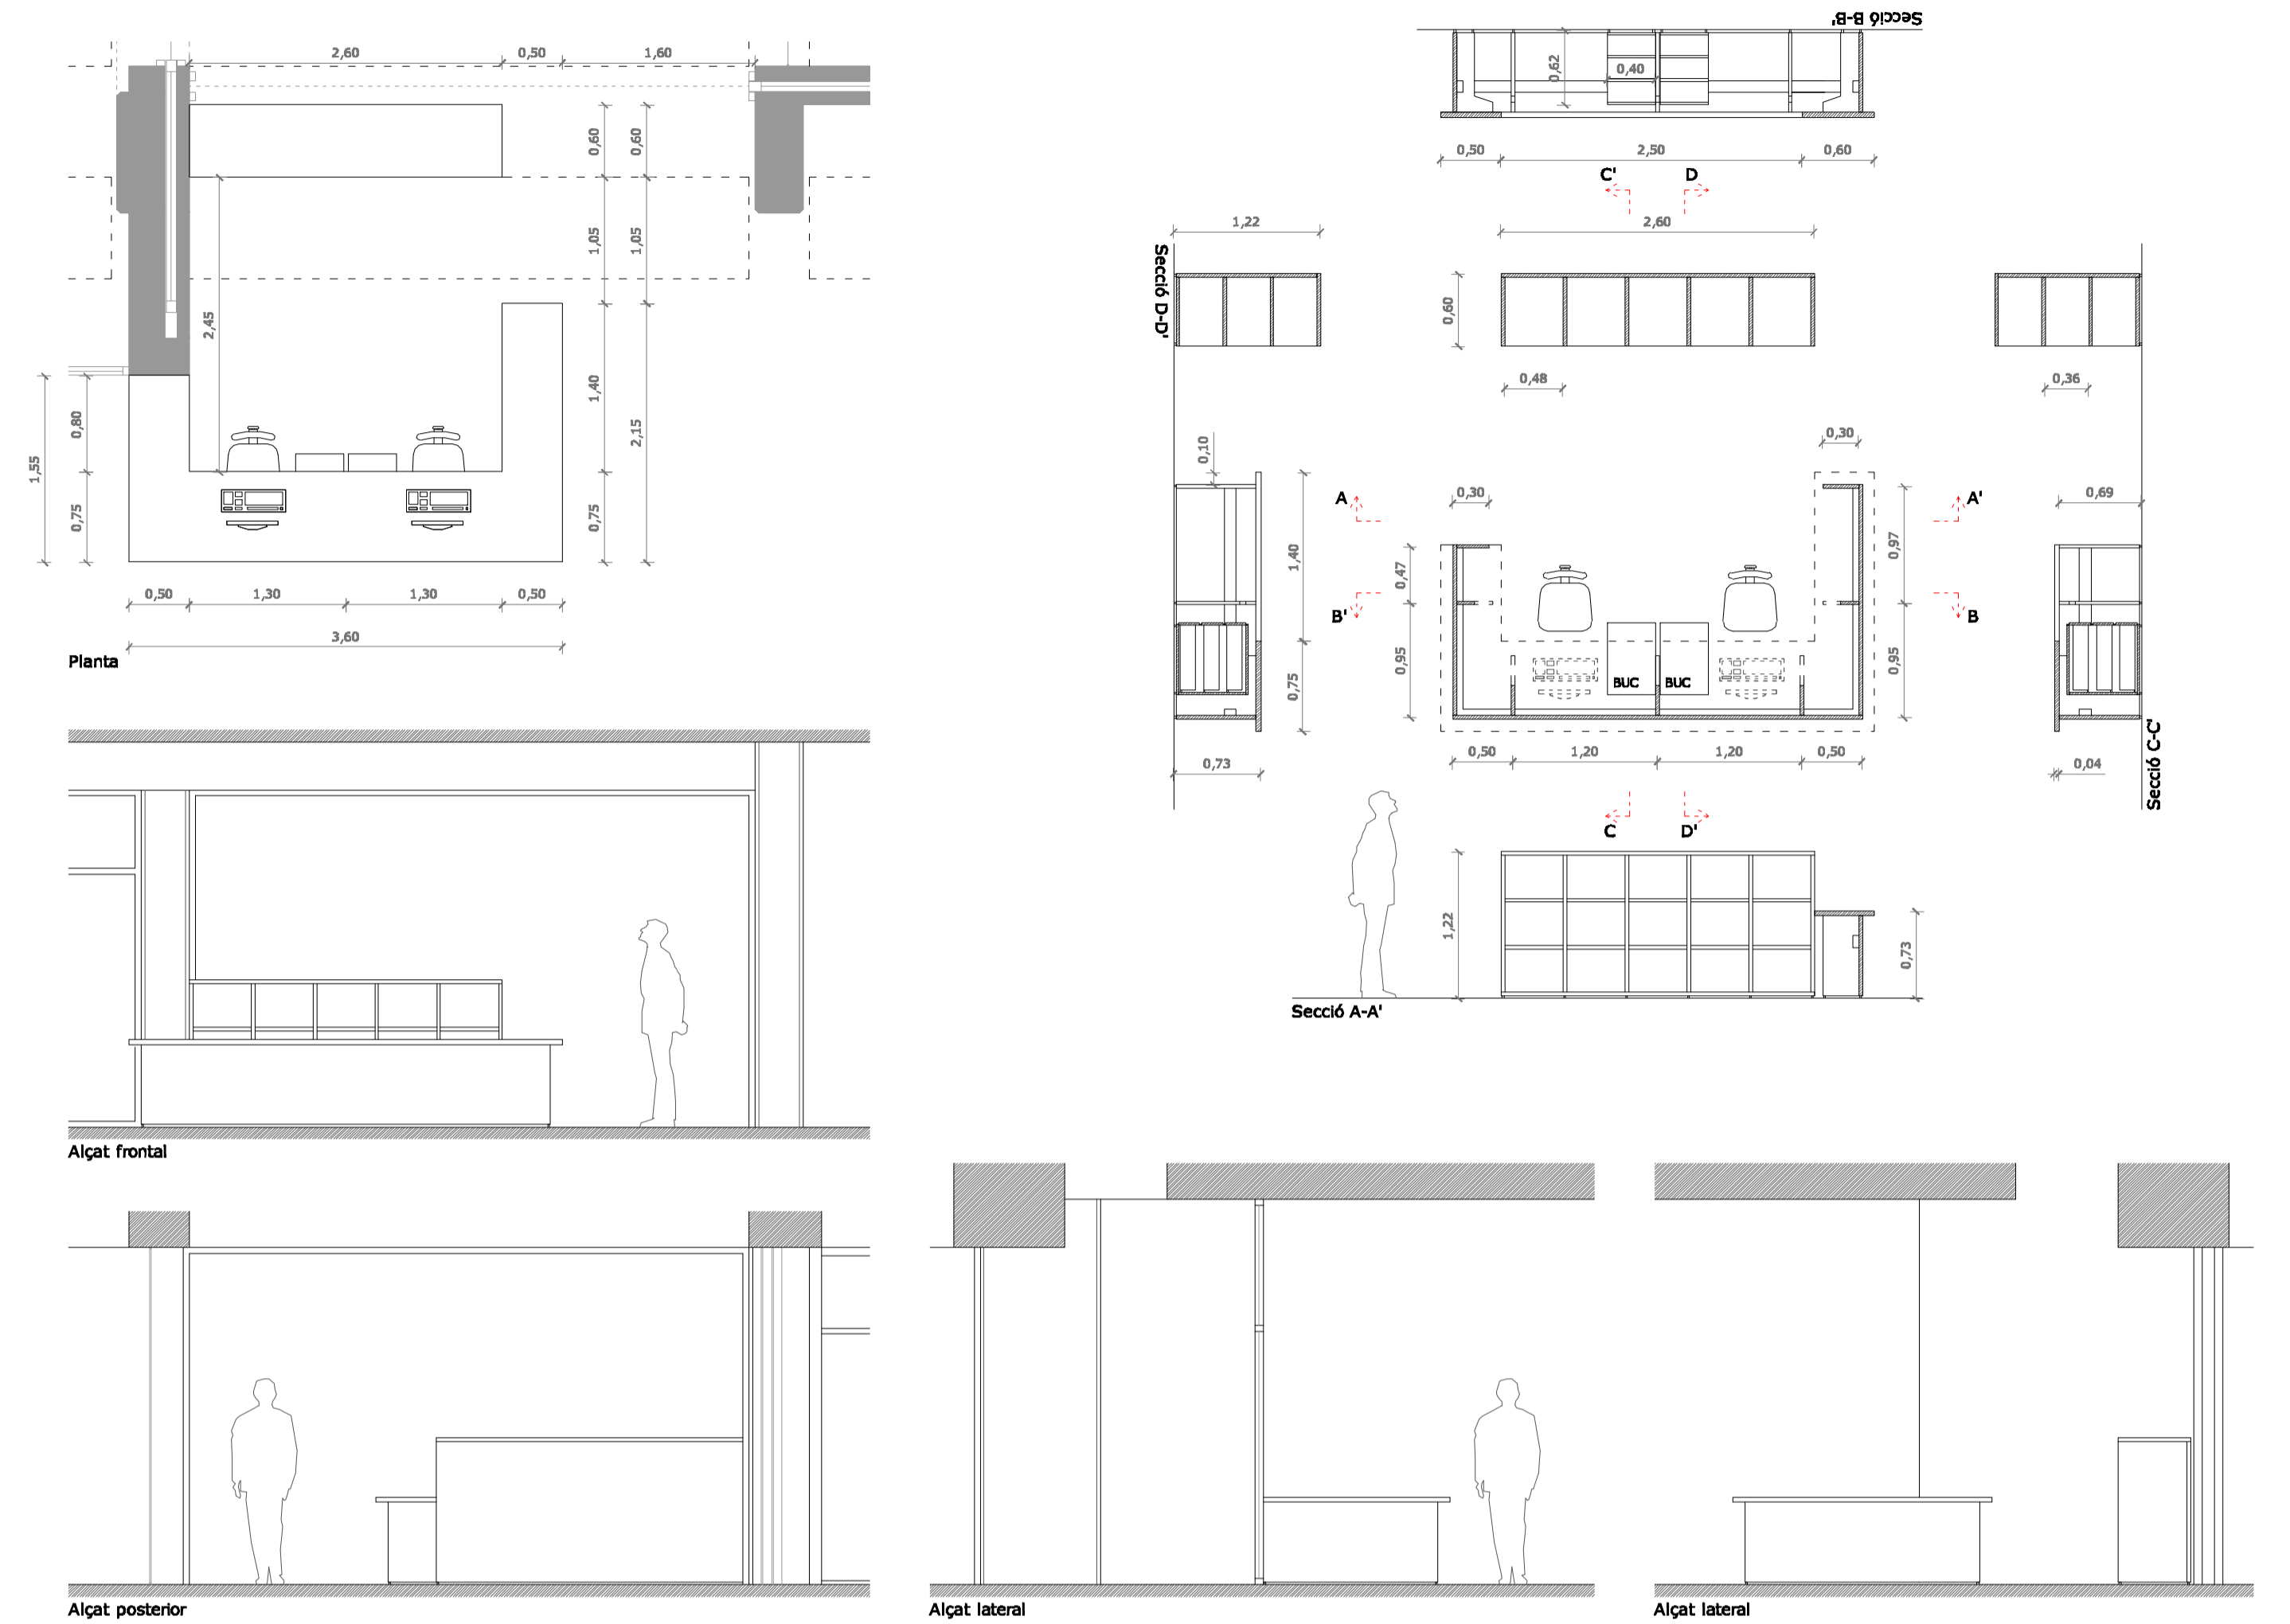 2,60
0,50
1,60
0,60
0,60
1,05
1,05
2,45
1,40
2,15
0,80
1,55
0,75
0,75
0,50
1,30
1,30
0,50
3,60
Planta
Alçat frontal
Alçat posterior
Secció B-B'
0,62
0,40
0,50
2,50
0,60
C'
D
1,22
2,60
Secció D-D'
0,60
0,48
0,36
0,10
0,30
0,30
0,69
A
A'
1,40
0,47
0,97
B'
B
0,95
0,95
0,75
BUC
BUC
0,50
1,20
1,20
0,50
0,73
0,04
Secció C-C'
C
D'
1,22
0,73
Secció A-A'
Alçat lateral
Alçat lateral